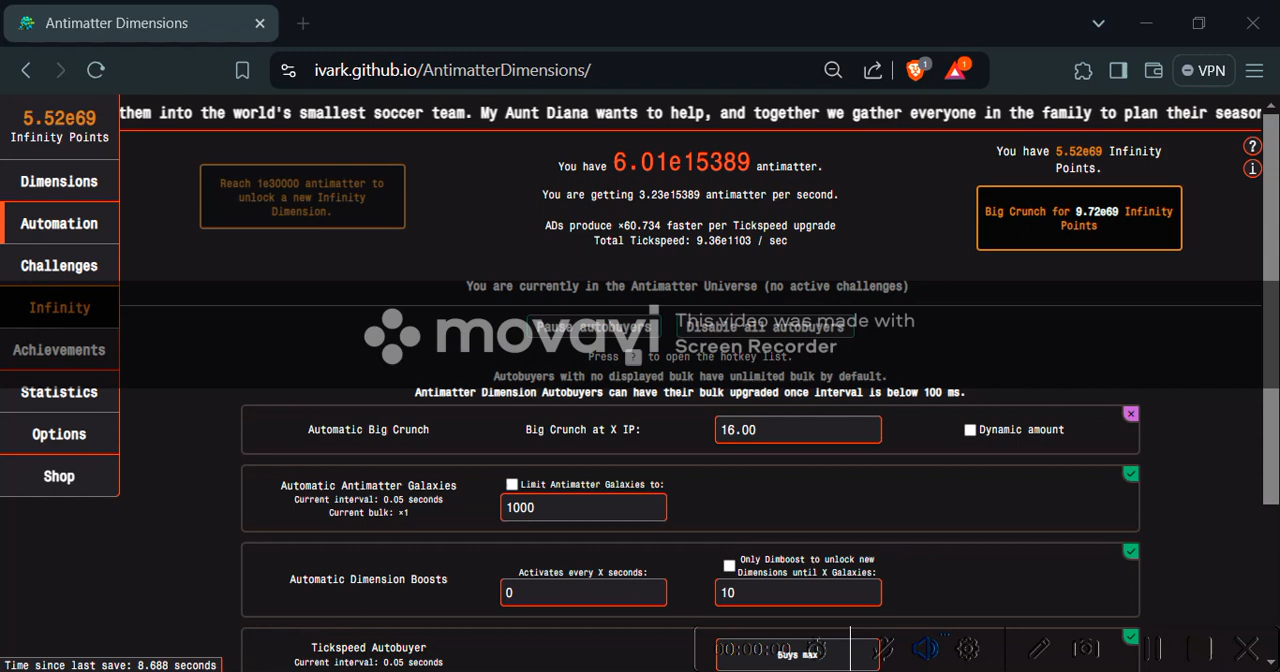 Antimatter Dimensions
ivark.github.io/AntimatterDimensions/
1
1
VPN
5.52e69
Infinity Points
them into the world's smallest soccer team. My Aunt Diana wants to help, and together we gather everyone in the family to plan their season
Dimensions
Automation
Challenges
Infinity
Achievements
Statistics
Options
Shop
Reach 1e30000 antimatter to
unlock a new Infinity
Dimension.
You have 6.01e15389 antimatter.
You are getting 3.23e15389 antimatter per second.
ADs produce ×60.734 faster per Tickspeed upgrade
Total Tickspeed: 9.36e1103 / sec
You have 5.52e69 Infinity
Points.
Big Crunch for 9.72e69 Infinity
Points
?
i
You are currently in the Antimatter Universe (no active challenges)
Pause autobuyers
Disable all autobuyers
movavi
This video was made with
Screen Recorder
Press ? to open the hotkey list.
Autobuyers with no displayed bulk have unlimited bulk by default.
Antimatter Dimension Autobuyers can have their bulk upgraded once interval is below 100 ms.
Automatic Big Crunch
Big Crunch at X IP:
16.00
Dynamic amount
Automatic Antimatter Galaxies
Current interval: 0.05 seconds
Current bulk: ×1
Limit Antimatter Galaxies to:
1000
Automatic Dimension Boosts
Activates every X seconds:
0
Only Dimboost to unlock new
Dimensions until X Galaxies:
10
Tickspeed Autobuyer
Current interval: 0.05 seconds
Buys max
00:00:00
Time since last save: 8.688 seconds